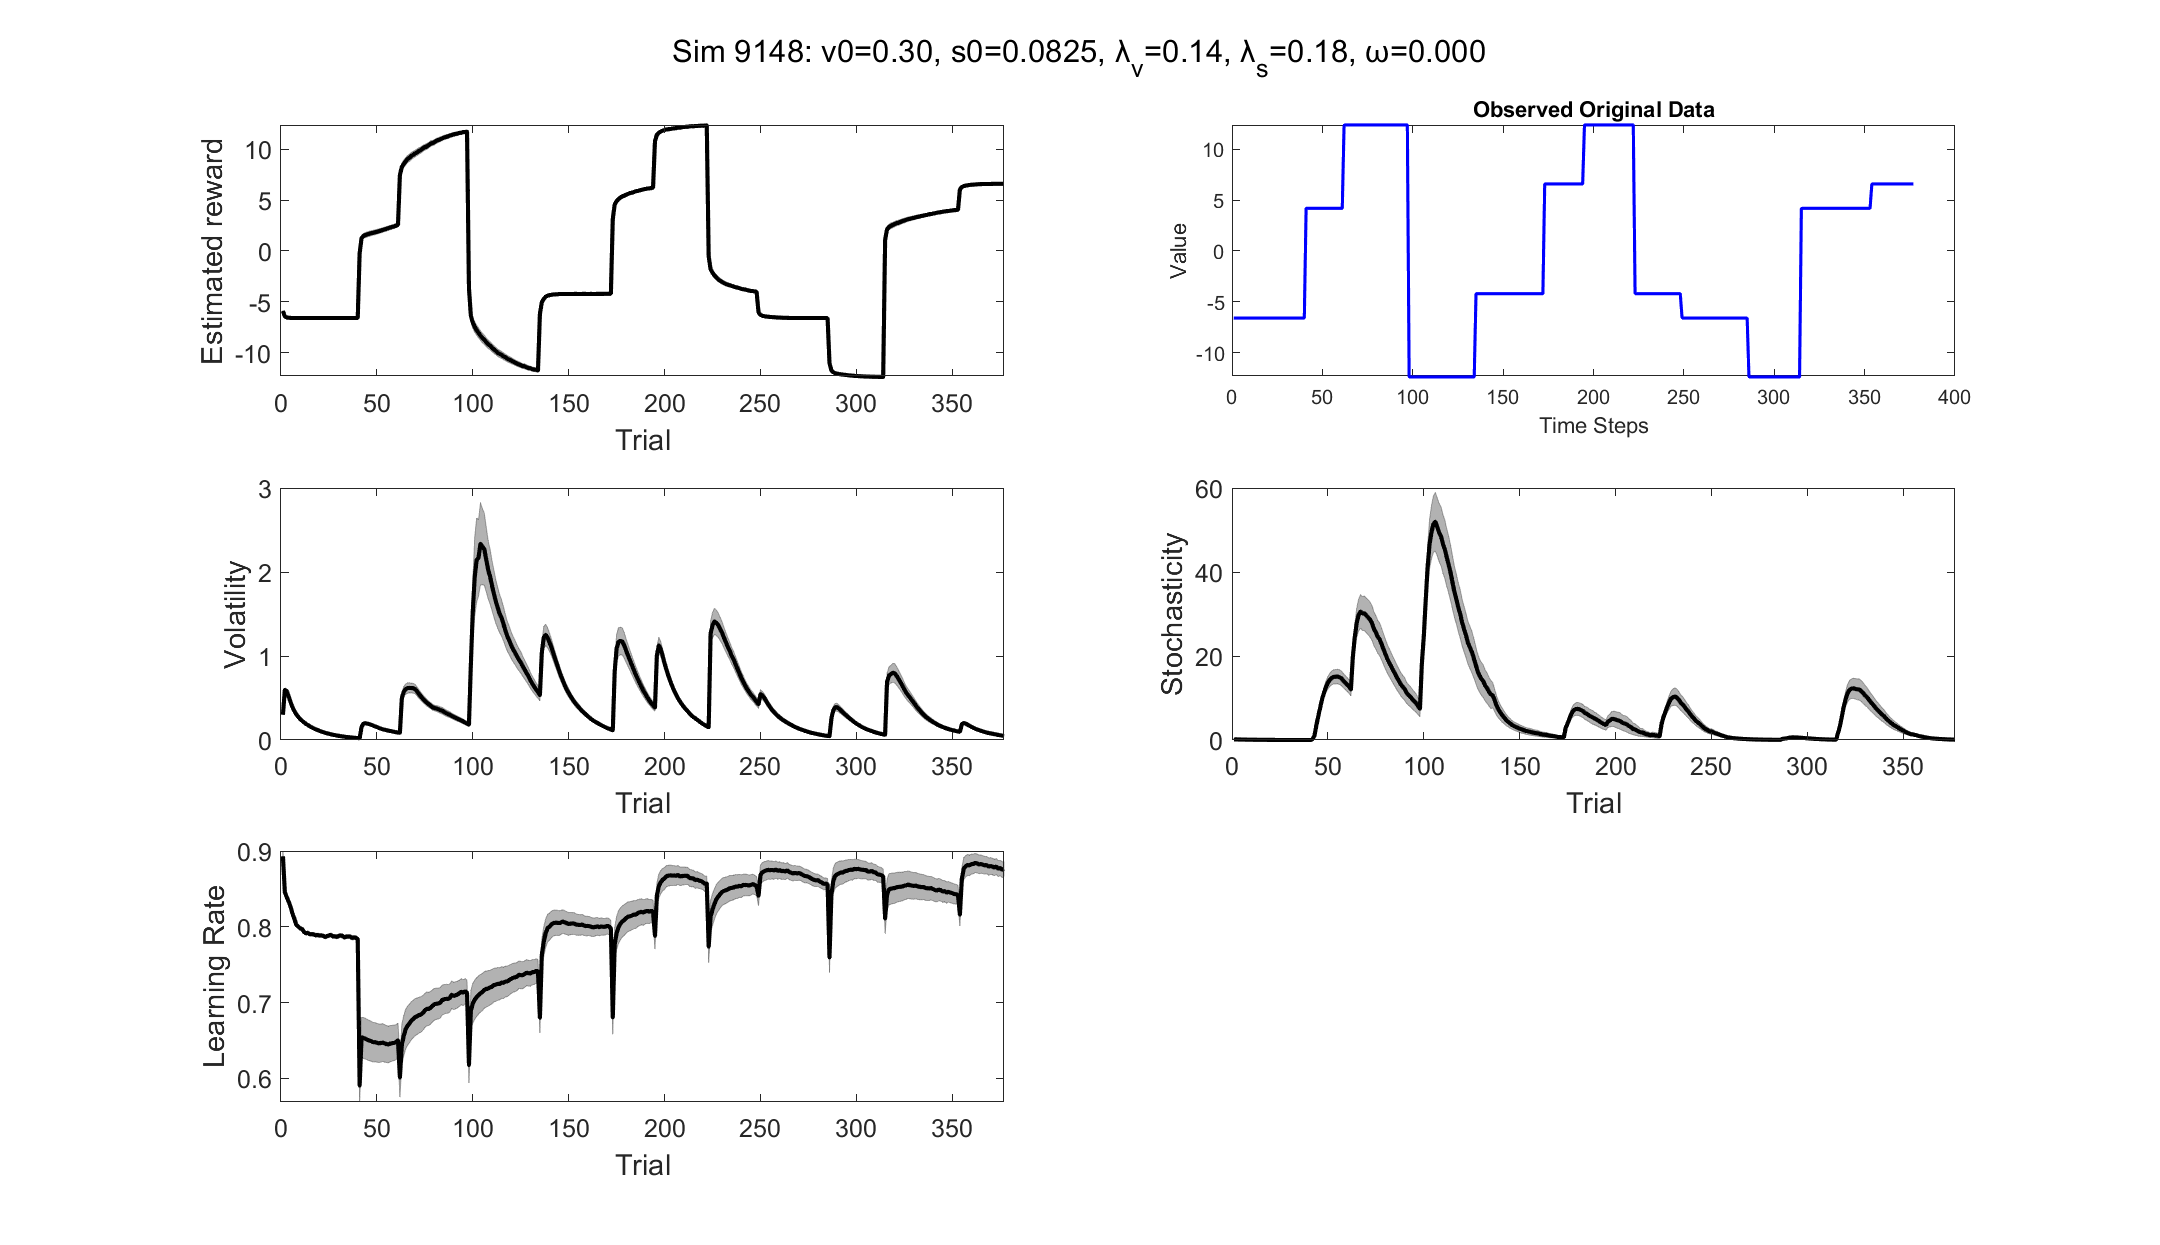 Sim 9148: v0=0.30, s0=0.0825, λv=0.14, λs=0.18, ω=0.000
Estimated reward
10
5
0
-5
-10
0 50 100 150 200 250 300 350
Trial
Observed Original Data
Value
10
5
0
-5
-10
0 50 100 150 200 250 300 350 400
Time Steps
Volatility
3
2
1
0
0 50 100 150 200 250 300 350
Trial
Stochasticity
60
40
20
0
0 50 100 150 200 250 300 350
Trial
Learning Rate
0.9
0.8
0.7
0.6
0 50 100 150 200 250 300 350
Trial